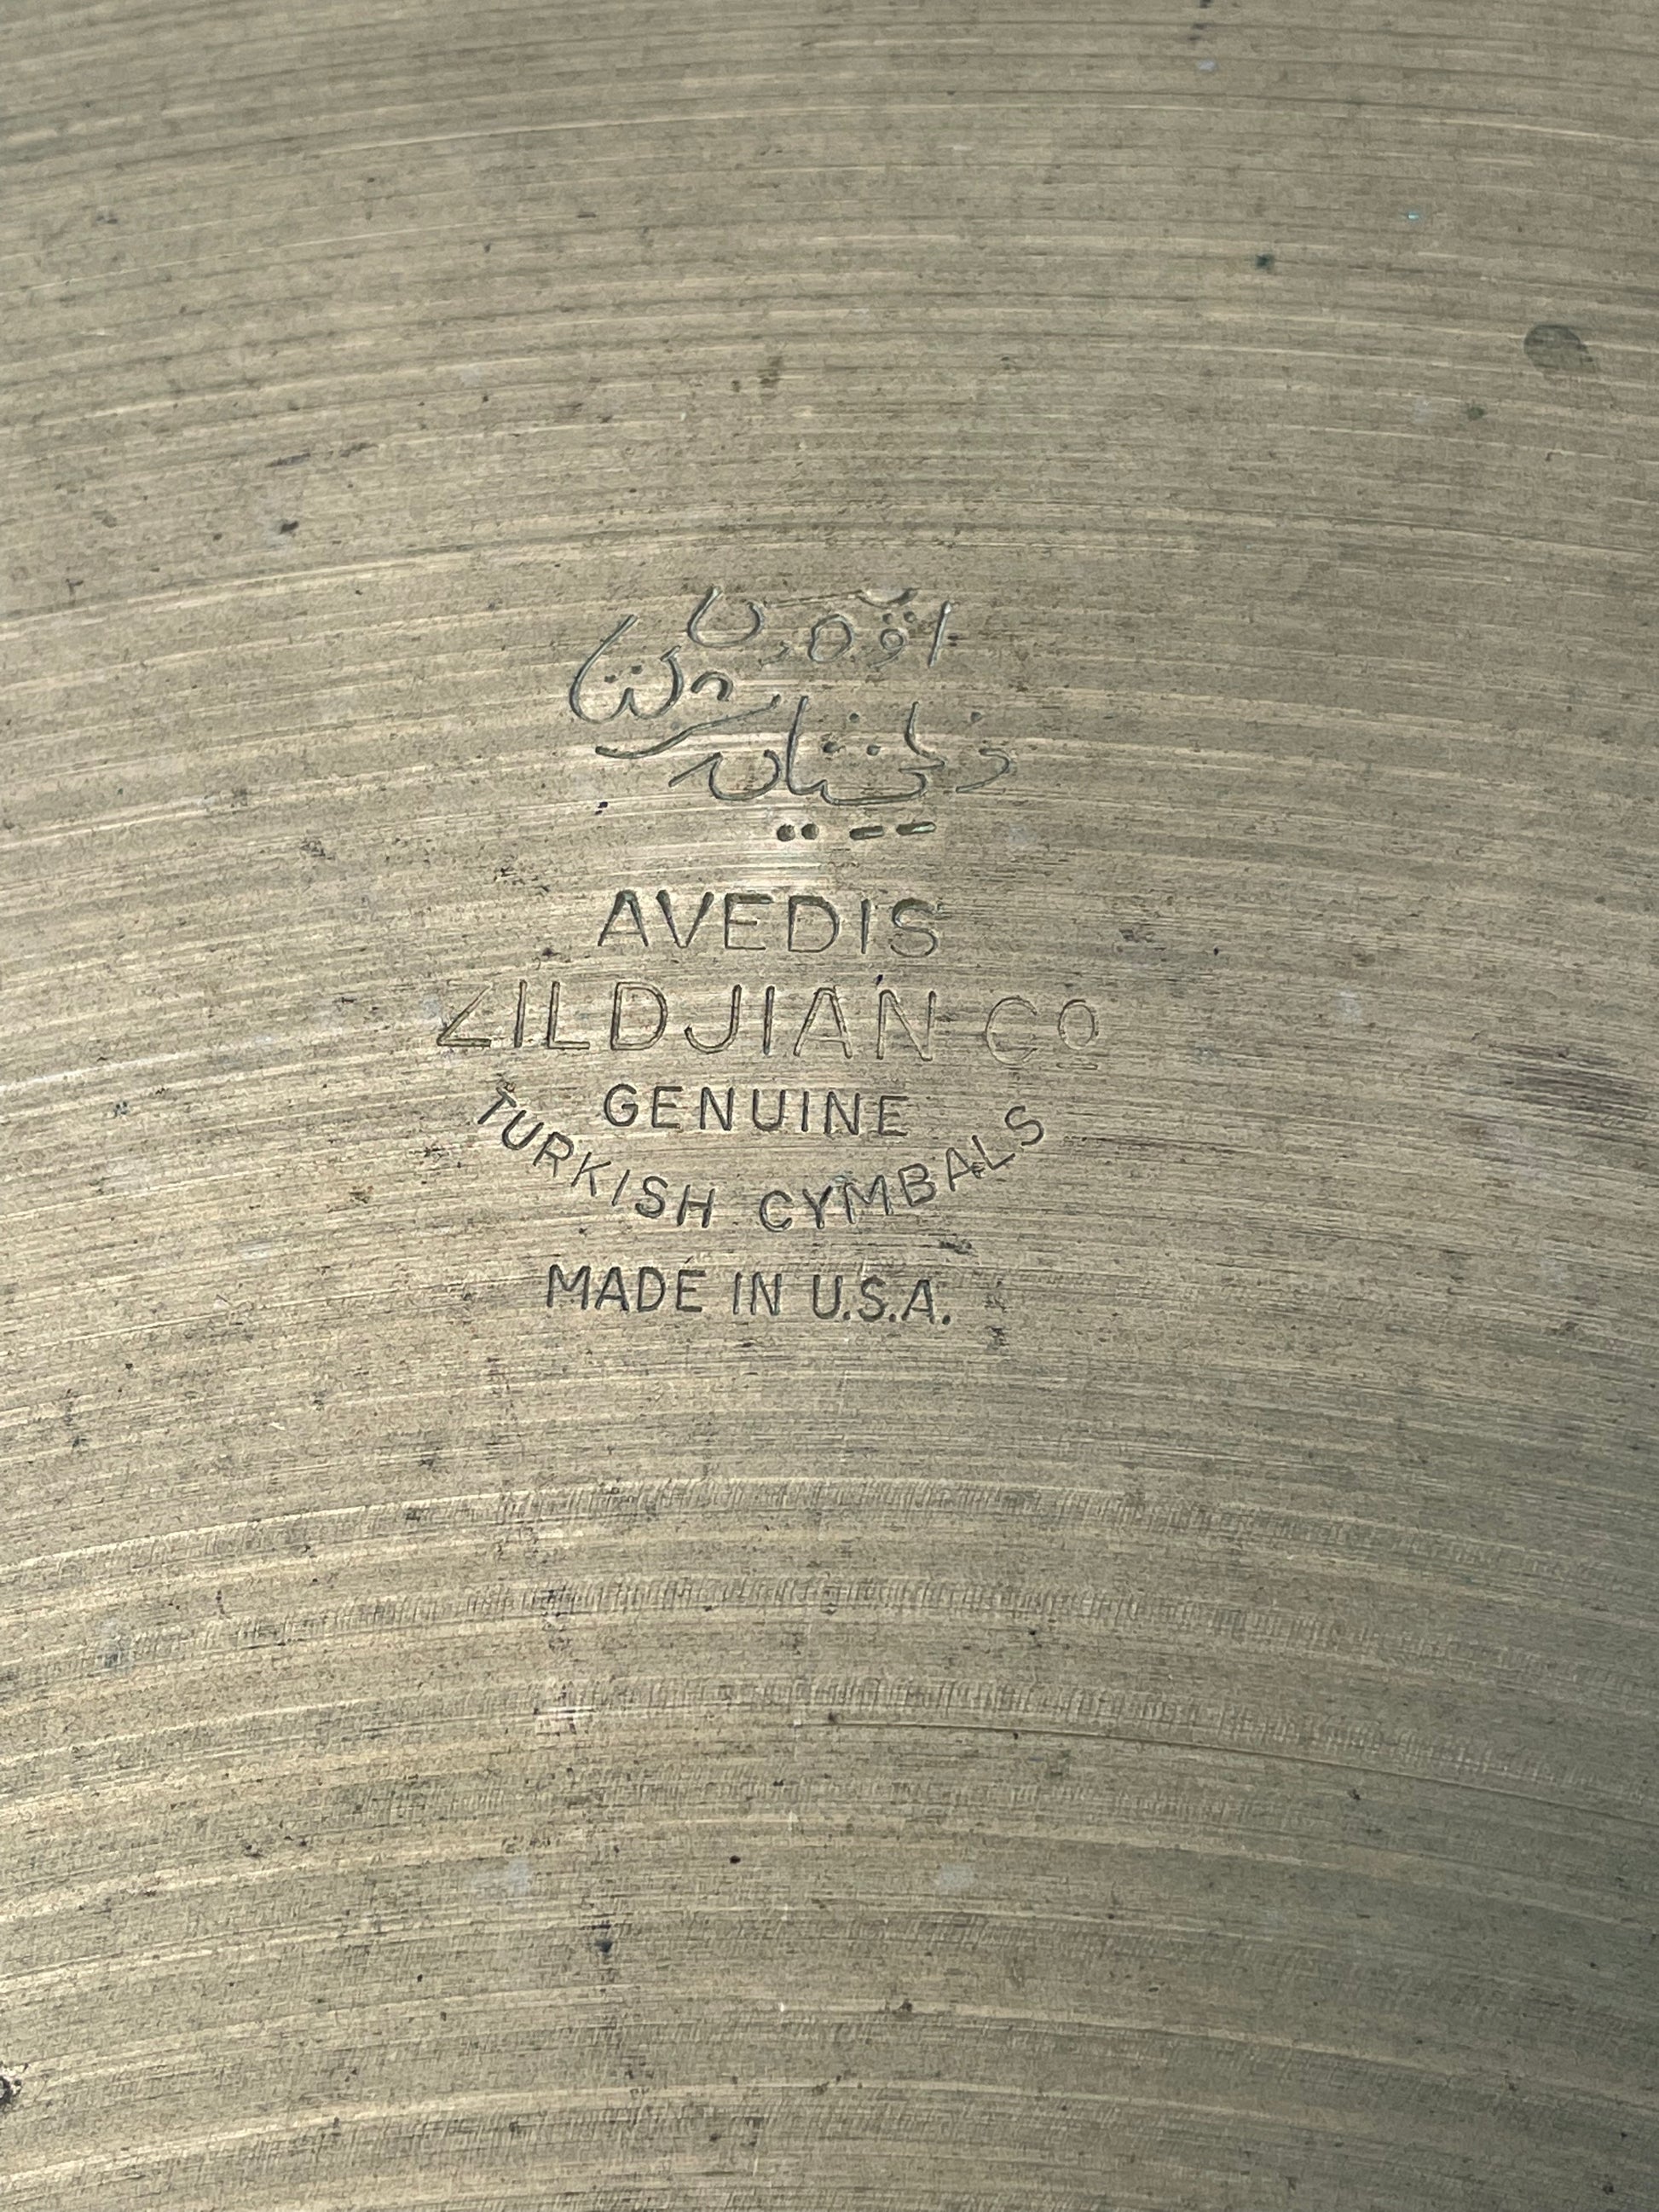 AVEDIS
ZILDJIAN CO
GENUINE
TURKISH CYMBALS
MADE IN U.S.A.